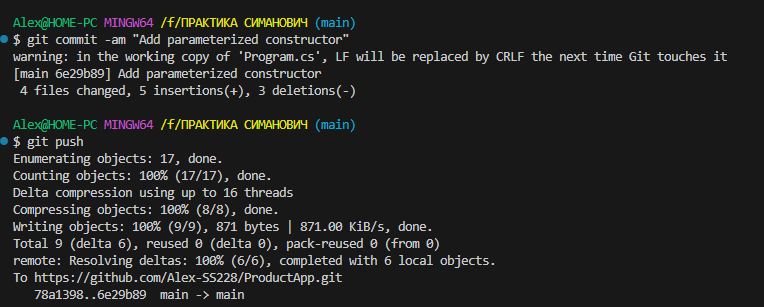 Alex@HOME-PC MINGW64 /f/ПРАКТИКА СИМАНОВИЧ (main)
$ git commit -am "Add parameterized constructor"
warning: in the working copy of 'Program.cs', LF will be replaced by CRLF the next time Git touches it
[main 6e29b89] Add parameterized constructor
 4 files changed, 5 insertions(+), 3 deletions(-)
Alex@HOME-PC MINGW64 /f/ПРАКТИКА СИМАНОВИЧ (main)
$ git push
Enumerating objects: 17, done.
Counting objects: 100% (17/17), done.
Delta compression using up to 16 threads
Compressing objects: 100% (8/8), done.
Writing objects: 100% (9/9), 871 bytes | 871.00 KiB/s, done.
Total 9 (delta 6), reused 0 (delta 0), pack-reused 0 (from 0)
remote: Resolving deltas: 100% (6/6), completed with 6 local objects.
To https://github.com/Alex-SS228/ProductApp.git
   78a1398..6e29b89  main -> main